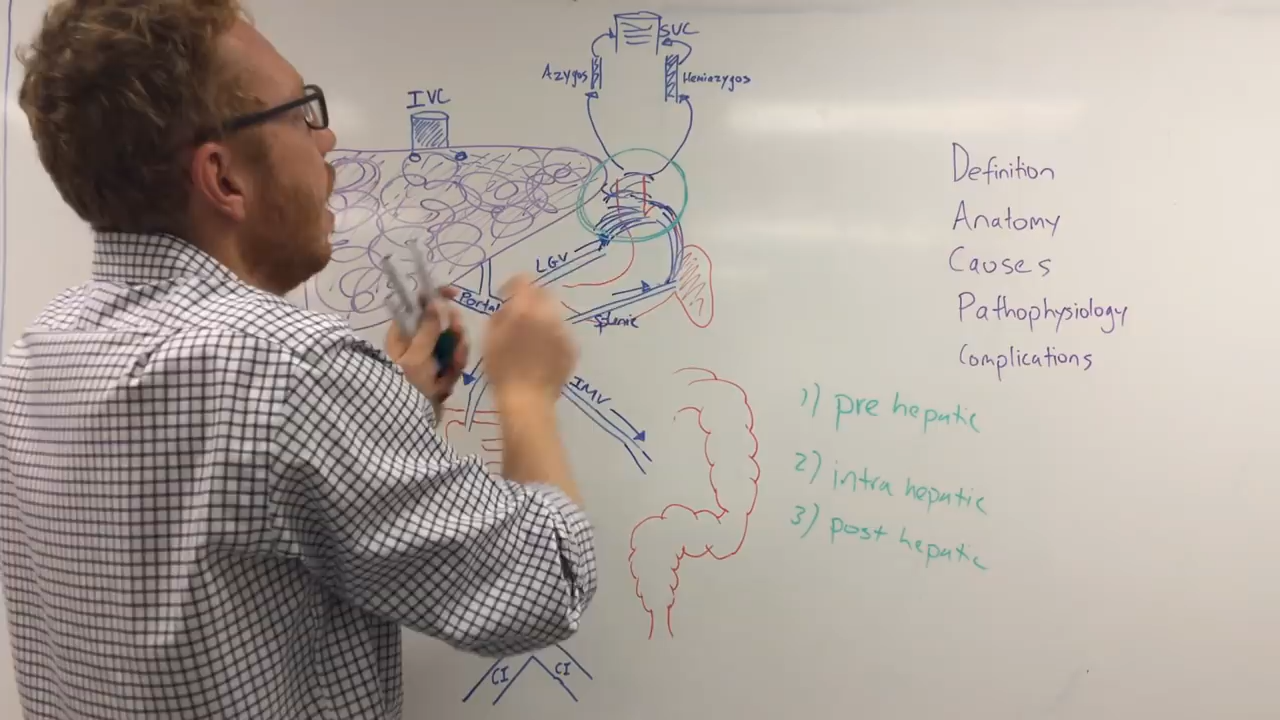 SVC
Azygos
Hemiazygos
IVC
LGV
Portal
Splenic
IMV
CI
CI
Definition
Anatomy
Causes
Pathophysiology
Complications
1) pre hepatic
2) intra hepatic
3) post hepatic